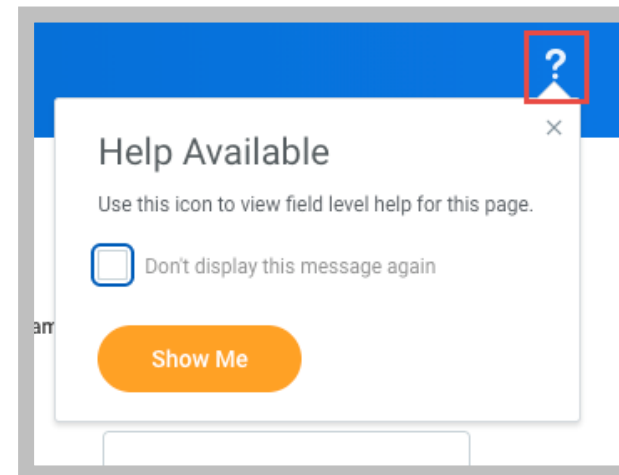 ?
Help Available
Use this icon to view field level help for this page.
Don't display this message again
am
Show Me